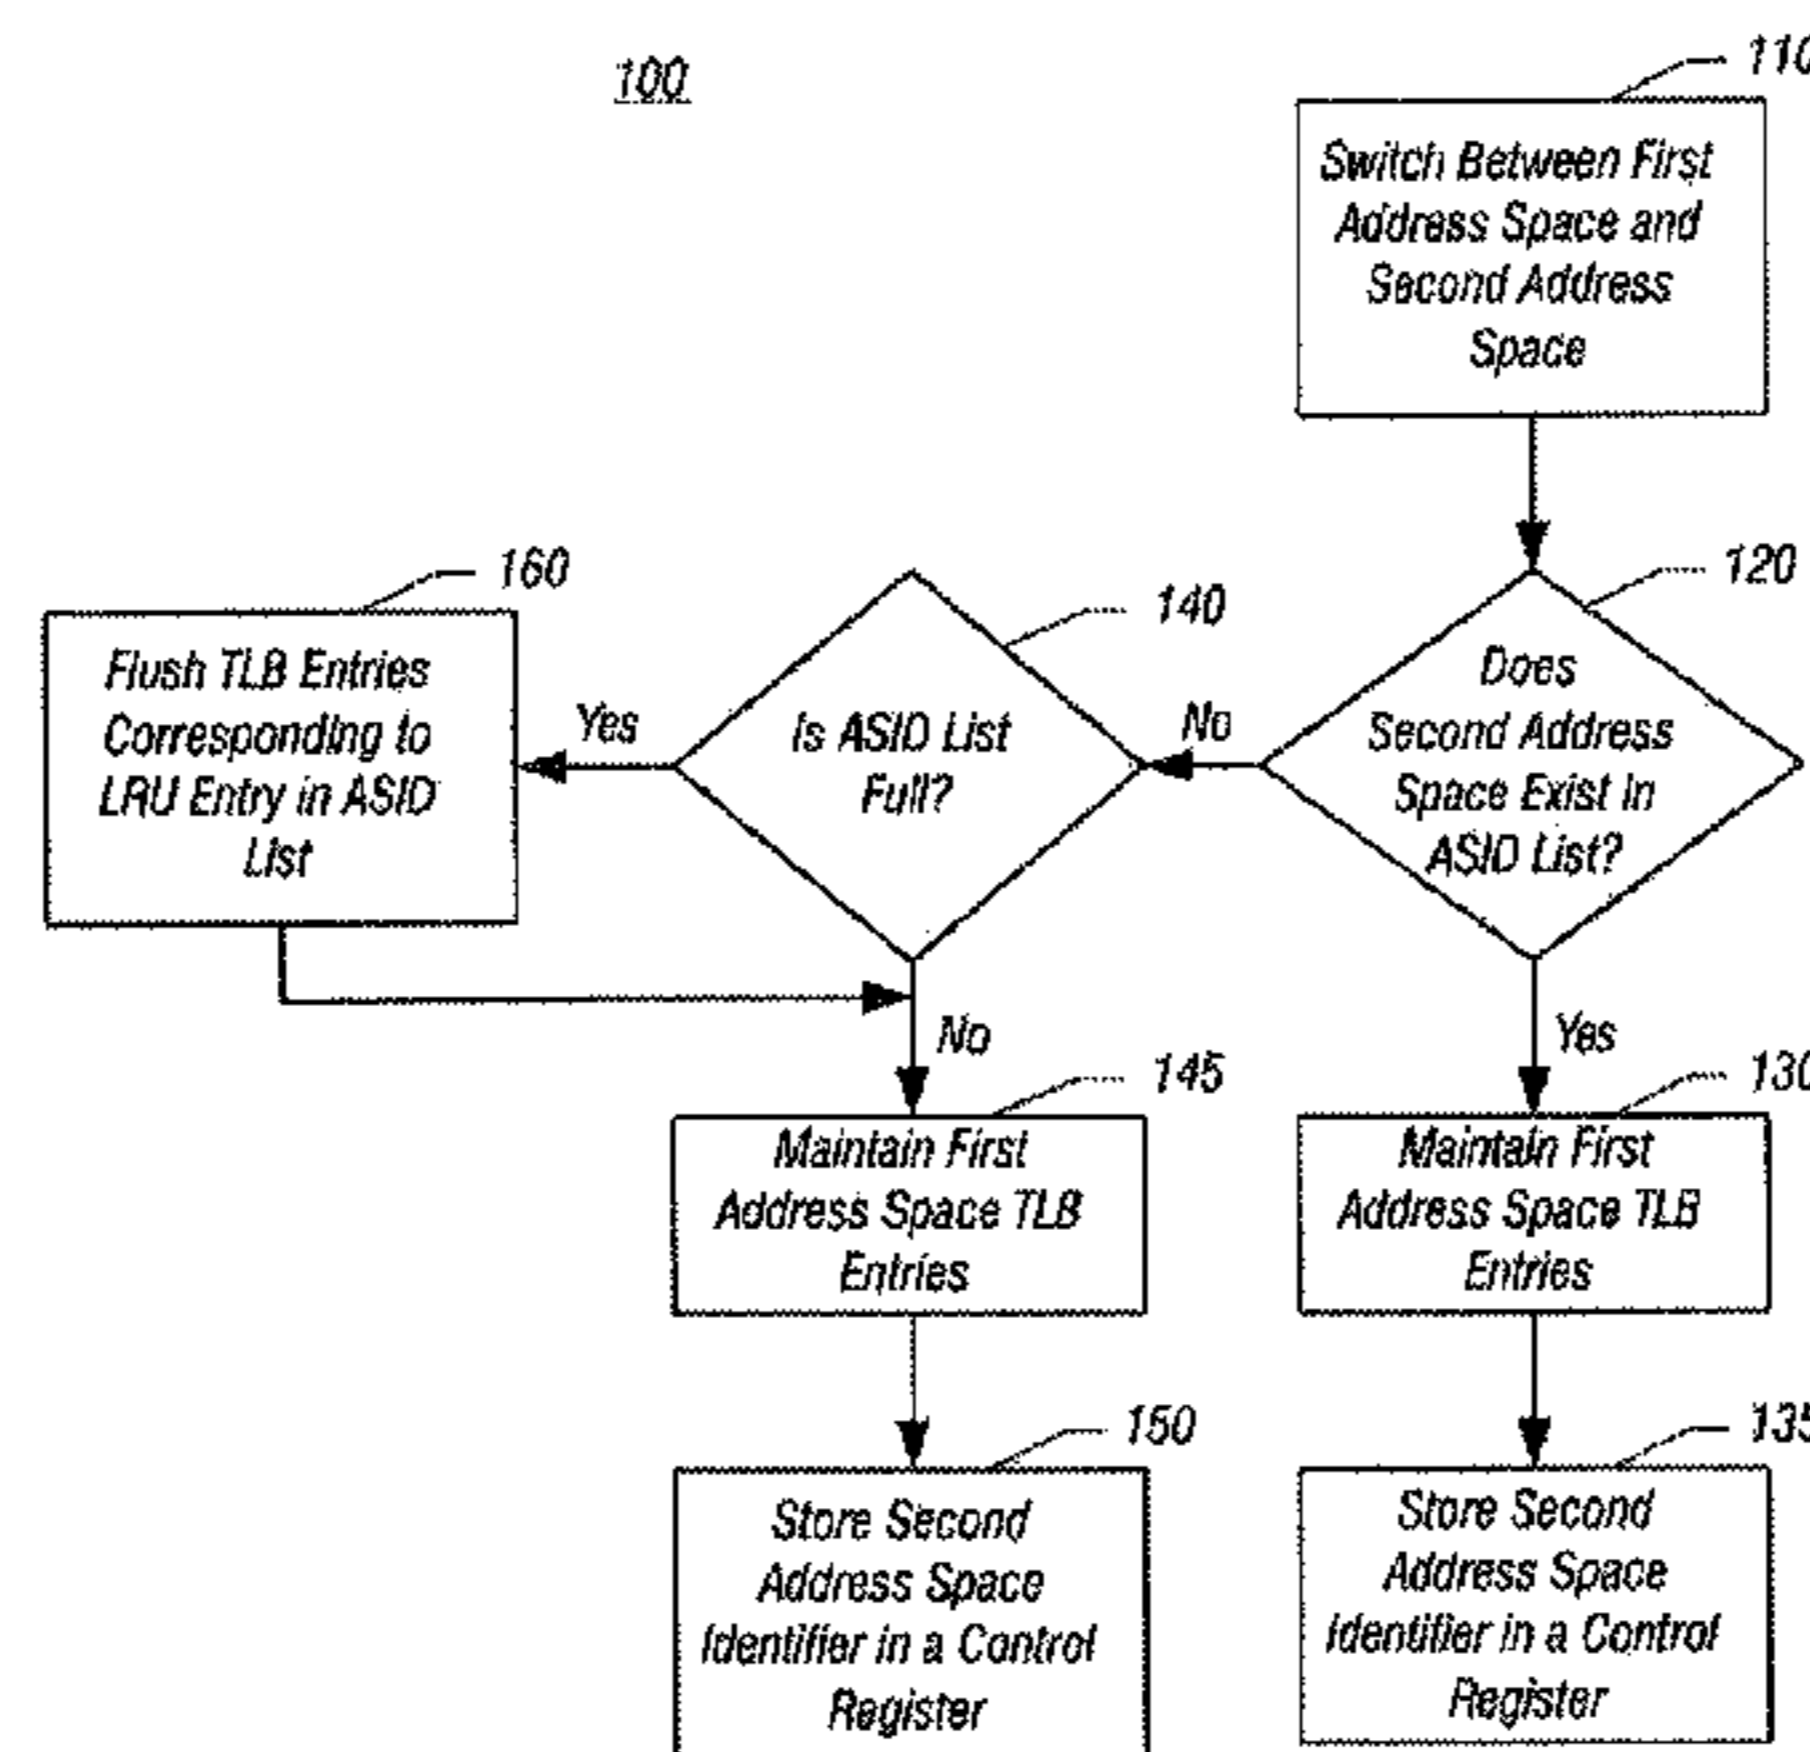 100
110
Switch Between First
Address Space and
Second Address
Space
120
Does
Second Address
Space Exist In
ASID List?
No
140
Is ASID List
Full?
Yes
160
Flush TLB Entries
Corresponding to
LRU Entry in ASID
List
No
145
Maintain First
Address Space TLB
Entries
150
Store Second
Address Space
Identifier in a Control
Register
Yes
130
Maintain First
Address Space TLB
Entries
135
Store Second
Address Space
Identifier in a Control
Register